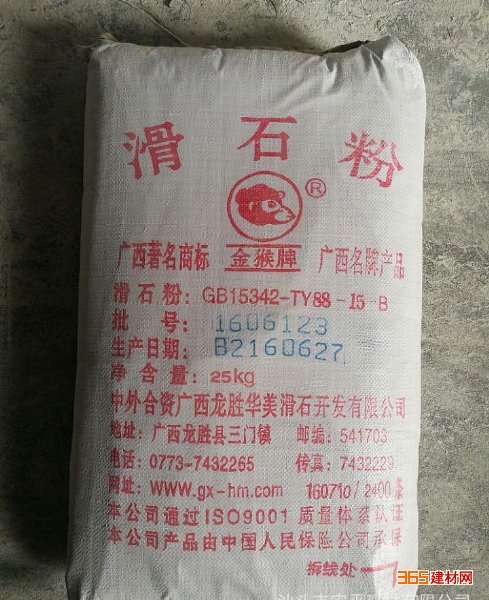 滑石粉
®
广西著名商标 金猴牌 广西名牌产品
滑石粉：GB15342-TY88-15-B
批号：1606123
生产日期：B2160627
净含量：25kg
中外合资广西龙胜华美滑石开发有限公司
地址：广西龙胜县三门镇 邮编：541703
电话：0773-7432265 传真：7432229
网址：www.gx-hm.com 160710/2400条
本公司通过ISO9001质量体系认证
本公司产品由中国人民保险公司承保
拆线处
365建材网